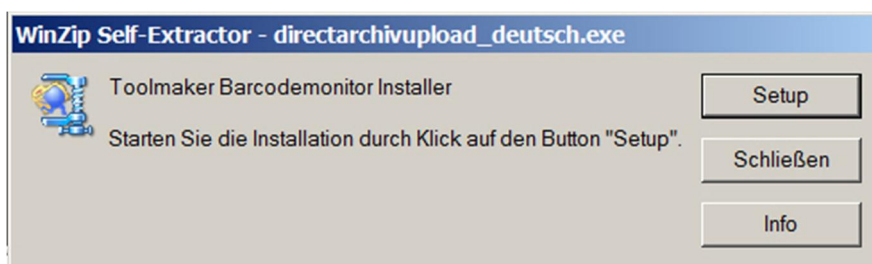 WinZip Self-Extractor - directarchivupload_deutsch.exe
Toolmaker Barcodemonitor Installer
Setup
Starten Sie die Installation durch Klick auf den Button "Setup".
Schließen
Info